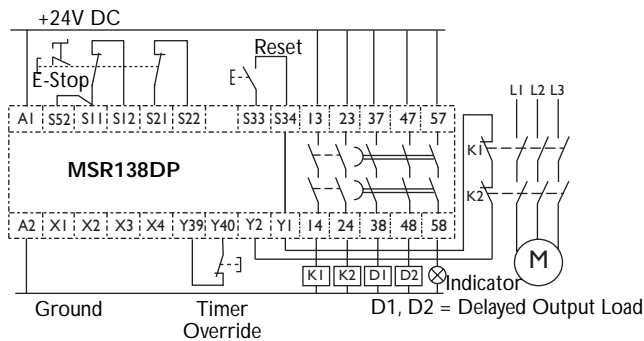 +24V DC
E-Stop
Reset
L1 L2 L3
A1 S52 S11 S12 S21 S22 S33 S34 13 23 37 47 57
K1
MSR138DP
K2
A2 X1 X2 X3 X4 Y39 Y40 Y2 Y1 14 24 38 48 58
M
K1 K2 D1 D2 Indicator
Ground
Timer
Override
D1, D2 = Delayed Output Load